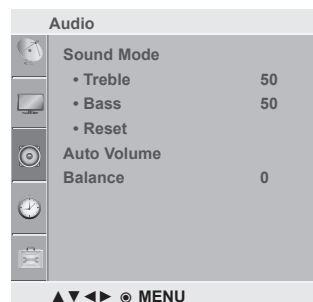 Audio
Sound Mode
• Treble 50
• Bass 50
• Reset
Auto Volume
Balance 0
▲▼◄► ◉ MENU